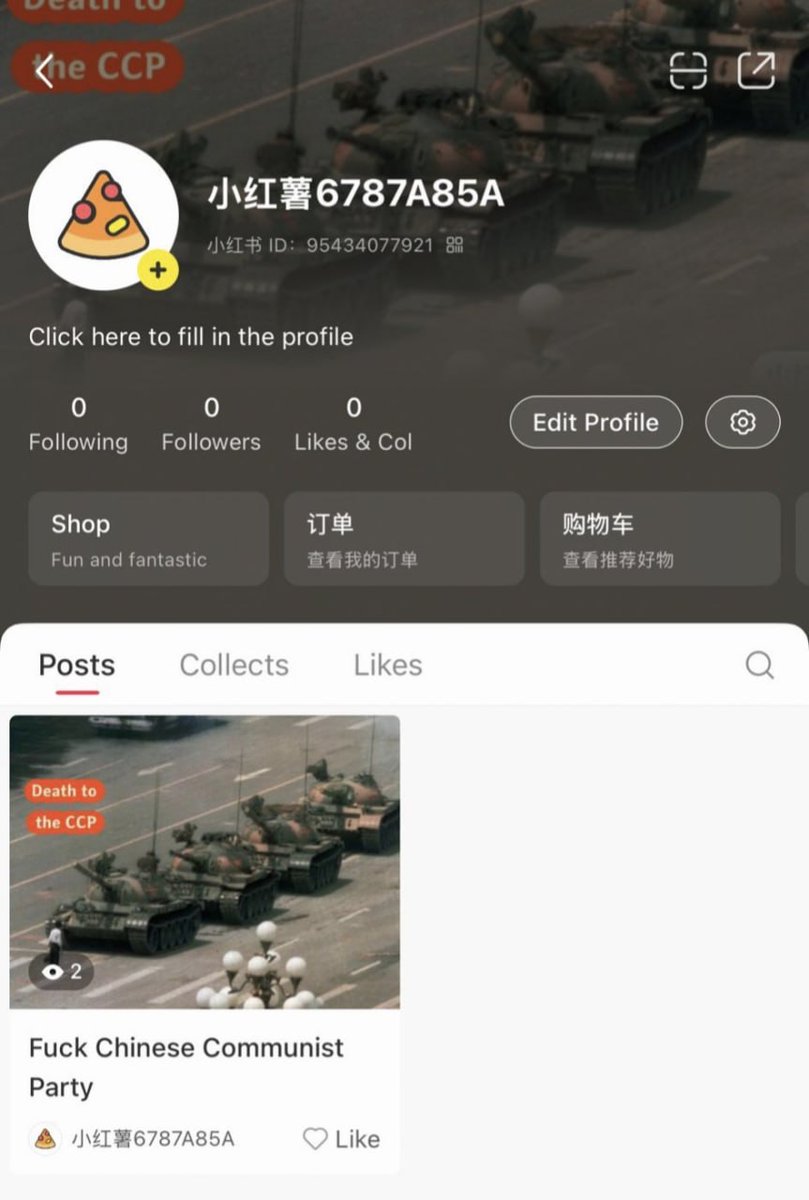 Death to
the CCP
小红薯6787A85A
小红书 ID：95434077921
Click here to fill in the profile
0 0 0
Following Followers Likes & Col
Edit Profile
Shop 订单 购物车
Fun and fantastic 查看我的订单 查看推荐好物
Posts Collects Likes
Death to
the CCP
2
Fuck Chinese Communist
Party
小红薯6787A85A Like